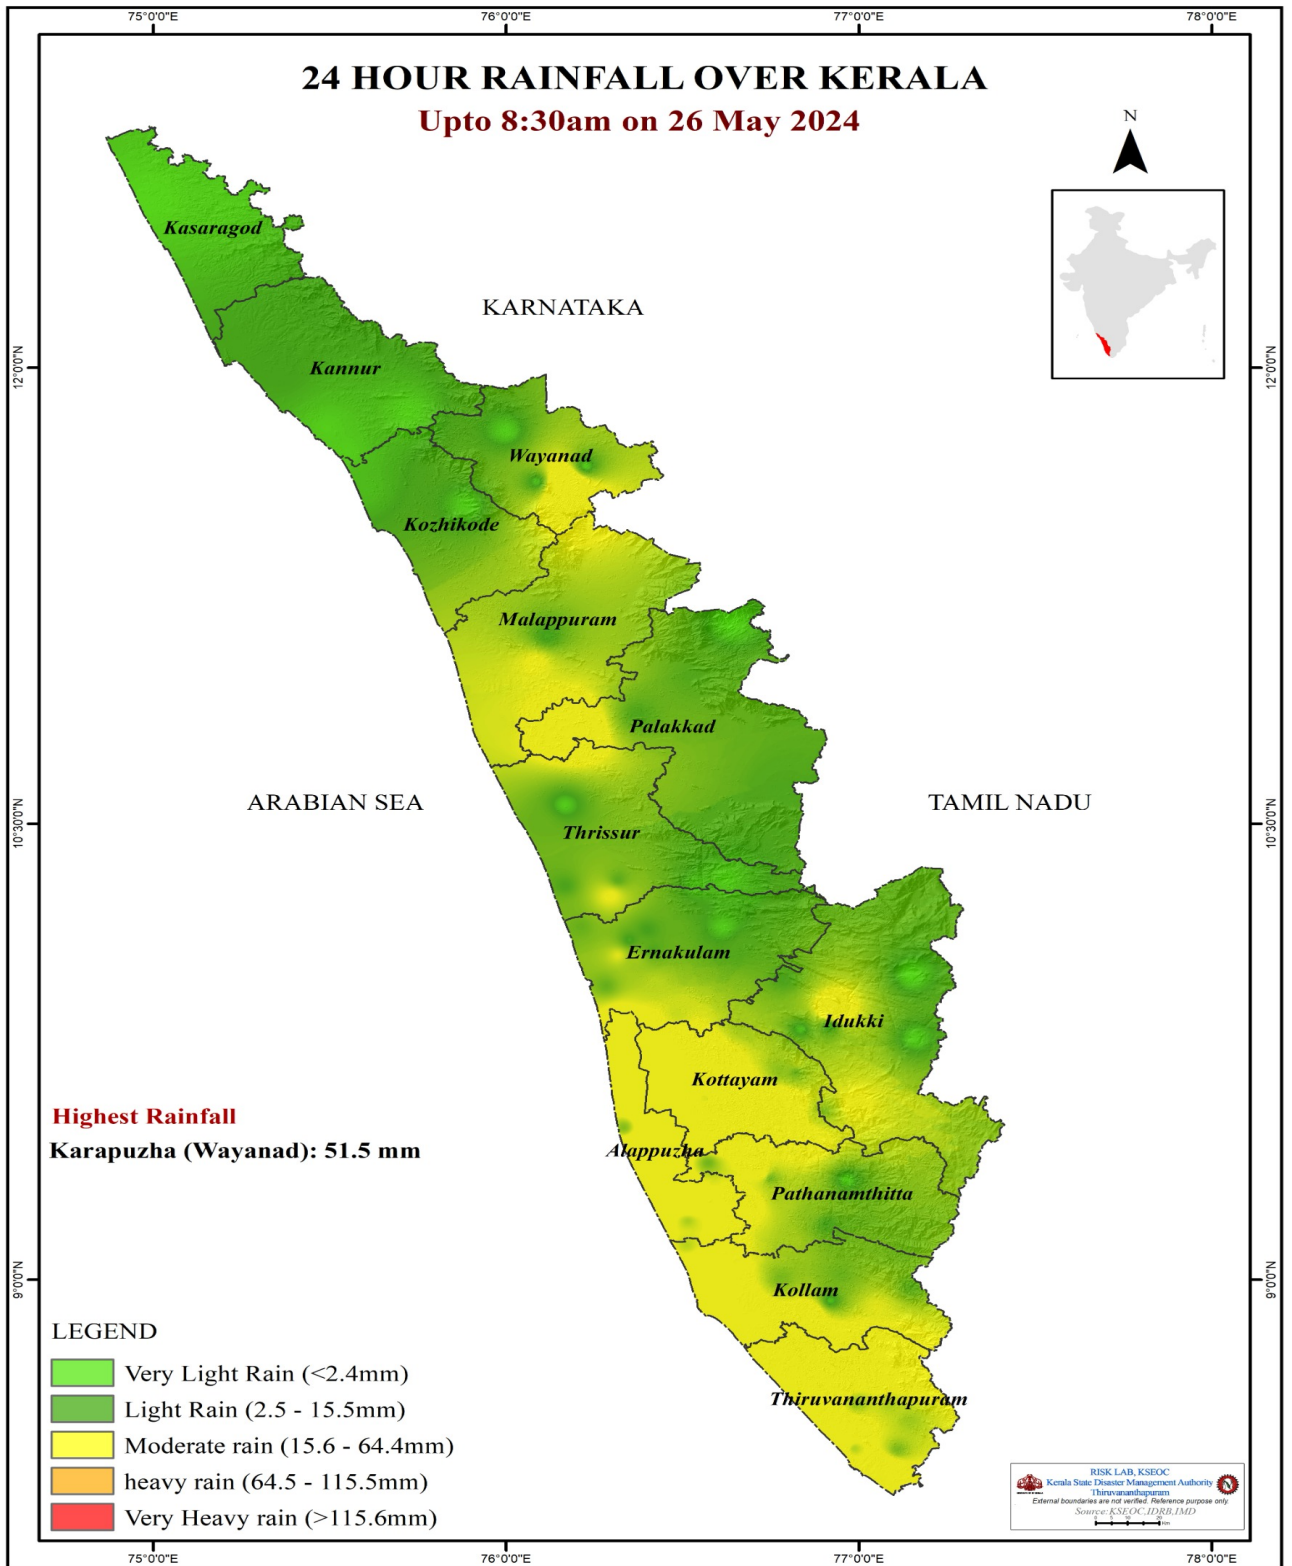 75°0'0"E 76°0'0"E 77°0'0"E 78°0'0"E
24 HOUR RAINFALL OVER KERALA
Upto 8:30am on 26 May 2024
N
Kasaragod
KARNATAKA
Kannur
12°0'0"N 12°0'0"N
Wayanad
Kozhikode
Malappuram
Palakkad
ARABIAN SEA
TAMIL NADU
10°30'0"N 10°30'0"N
Thrissur
Ernakulam
Idukki
Kottayam
Highest Rainfall
Karapuzha (Wayanad): 51.5 mm
Alappuzha
Pathanamthitta
9°0'0"N 9°0'0"N
Kollam
Thiruvananthapuram
LEGEND
Very Light Rain (<2.4mm)
Light Rain (2.5 - 15.5mm)
Moderate rain (15.6 - 64.4mm)
heavy rain (64.5 - 115.5mm)
Very Heavy rain (>115.6mm)
RISK LAB, KSEOC
Kerala State Disaster Management Authority
Thiruvananthapuram
External boundaries are not verified. Reference purpose only.
Source:KSEOC,IDRB,IMD
75°0'0"E 76°0'0"E 77°0'0"E 78°0'0"E